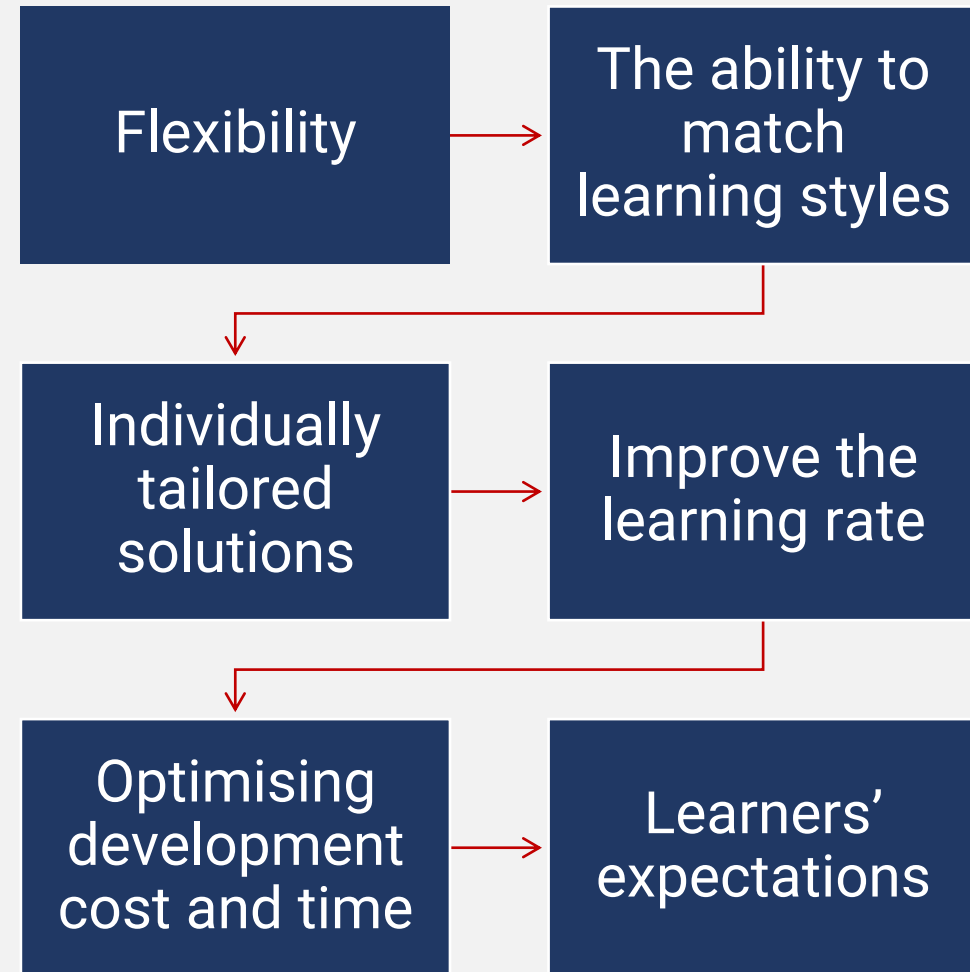 Flexibility
The ability to
match
learning styles
Individually
tailored
solutions
Improve the
learning rate
Optimising
development
cost and time
Learners’
expectations